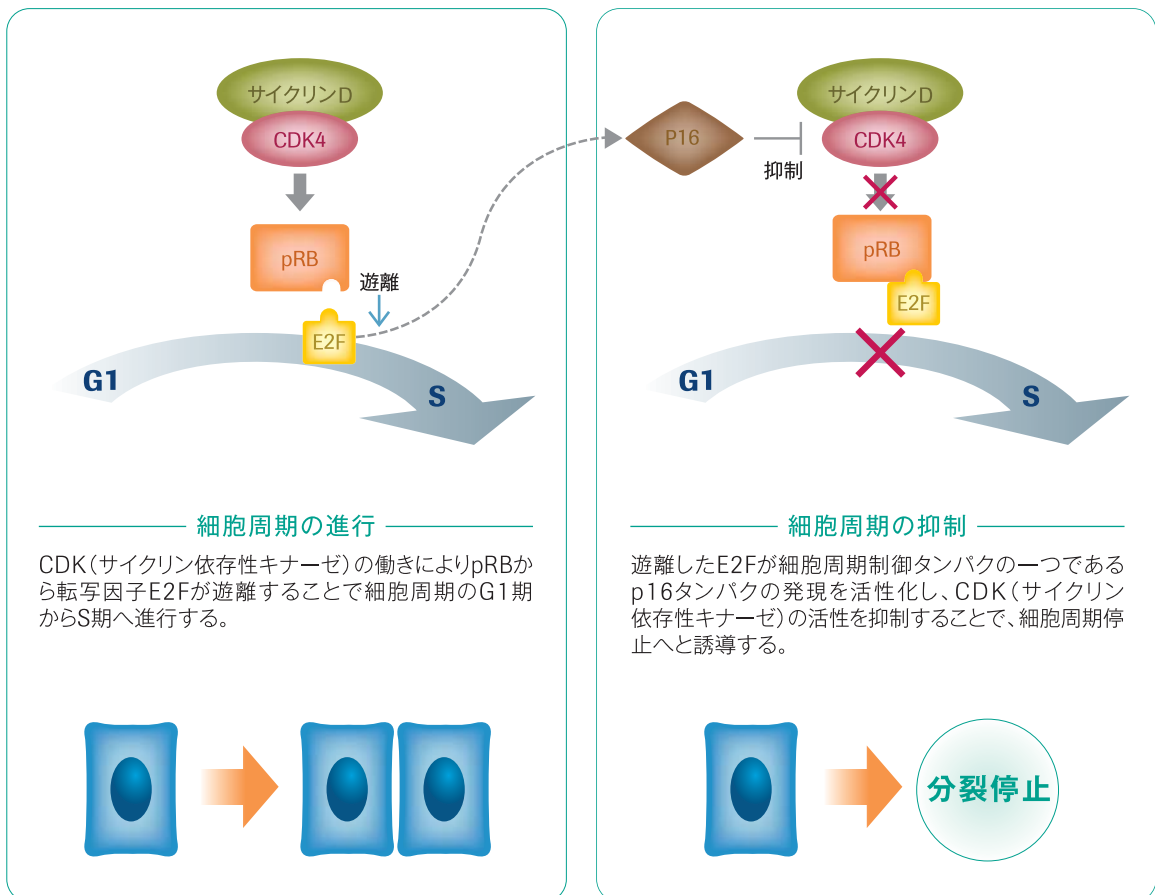 サイクリンD
CDK4
pRB
遊離
E2F
G1
S
細胞周期の進行
CDK(サイクリン依存性キナーゼ)の働きによりpRBか
ら転写因子E2Fが遊離することで細胞周期のG1期
からS期へ進行する。
P16
抑制
サイクリンD
CDK4
pRB
E2F
G1
S
細胞周期の抑制
遊離したE2Fが細胞周期制御タンパクの一つである
p16タンパクの発現を活性化し、CDK(サイクリン
依存性キナーゼ)の活性を抑制することで、細胞周期停
止へと誘導する。
分裂停止